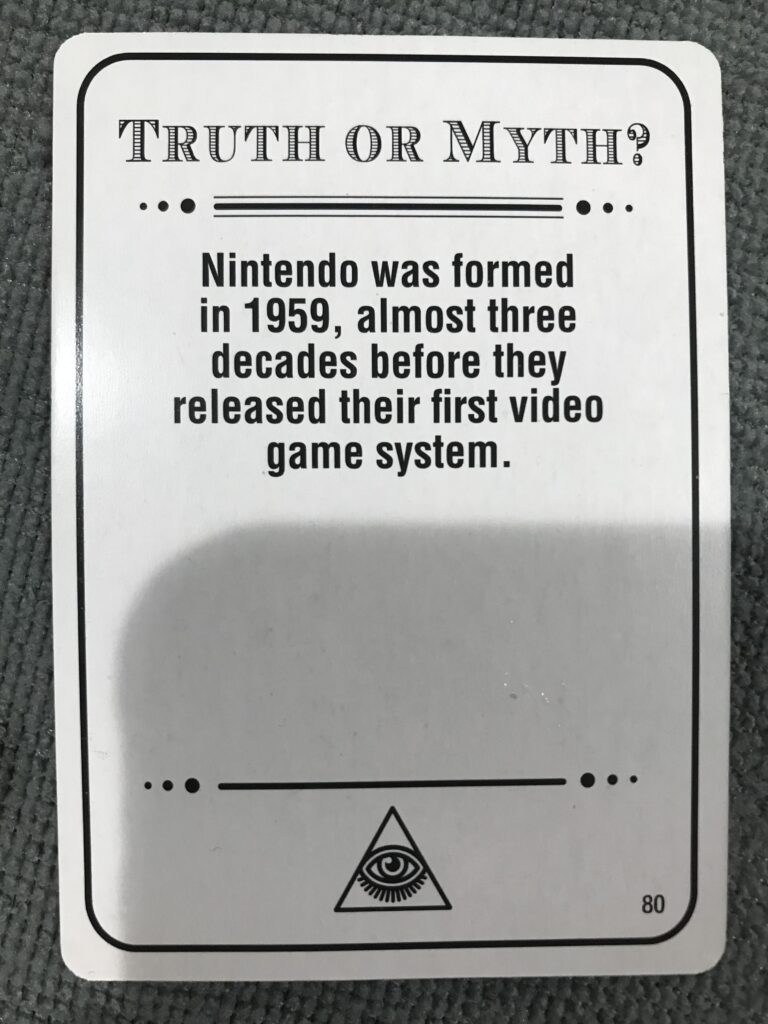 TRUTH OR MYTH?
Nintendo was formed
in 1959, almost three
decades before they
released their first video
game system.
80